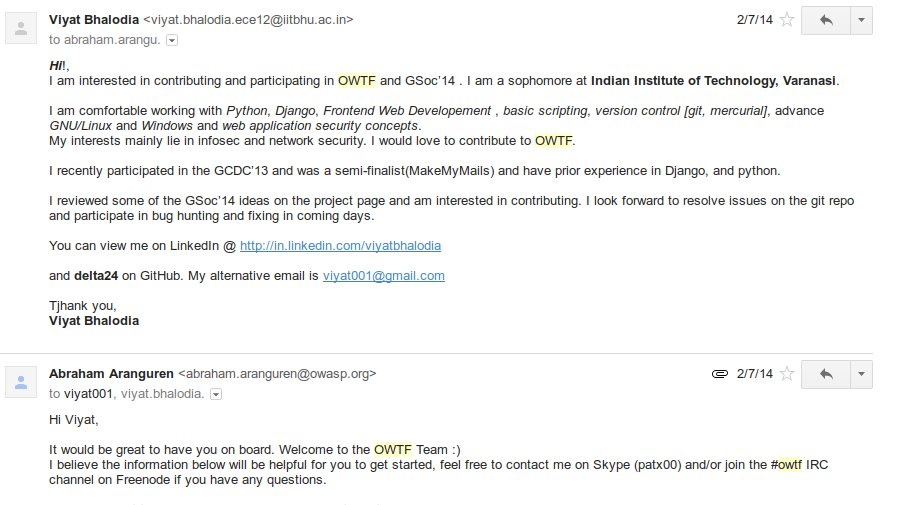 Viyat Bhalodia <viyat.bhalodia.ece12@iitbhu.ac.in> 2/7/14
to abraham.arangu.
HI!,
I am interested in contributing and participating in OWTF and GSoc'14 . I am a sophomore at Indian Institute of Technology, Varanasi.
I am comfortable working with Python, Django, Frontend Web Developement , basic scripting, version control [git, mercurial], advance
GNU/Linux and Windows and web application security concepts.
My interests mainly lie in infosec and network security. I would love to contribute to OWTF.
I recently participated in the GCDC'13 and was a semi-finalist(MakeMyMails) and have prior experience in Django, and python.
I reviewed some of the GSoc'14 ideas on the project page and am interested in contributing. I look forward to resolve issues on the git repo
and participate in bug hunting and fixing in coming days.
You can view me on LinkedIn @ http://in.linkedin.com/viyatbhalodia
and delta24 on GitHub. My alternative email is viyat001@gmail.com
Tjhank you,
Viyat Bhalodia
Abraham Aranguren <abraham.aranguren@owasp.org> 2/7/14
to viyat001, viyat.bhalodia.
Hi Viyat,
It would be great to have you on board. Welcome to the OWTF Team :)
I believe the information below will be helpful for you to get started, feel free to contact me on Skype (patx00) and/or join the #owtf IRC
channel on Freenode if you have any questions.